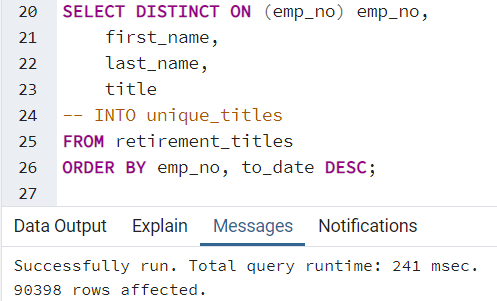 20 SELECT DISTINCT ON (emp_no) emp_no,
21     first_name,
22     last_name,
23     title
24 -- INTO unique_titles
25 FROM retirement_titles
26 ORDER BY emp_no, to_date DESC;
27
Data Output Explain Messages Notifications
Successfully run. Total query runtime: 241 msec.
90398 rows affected.